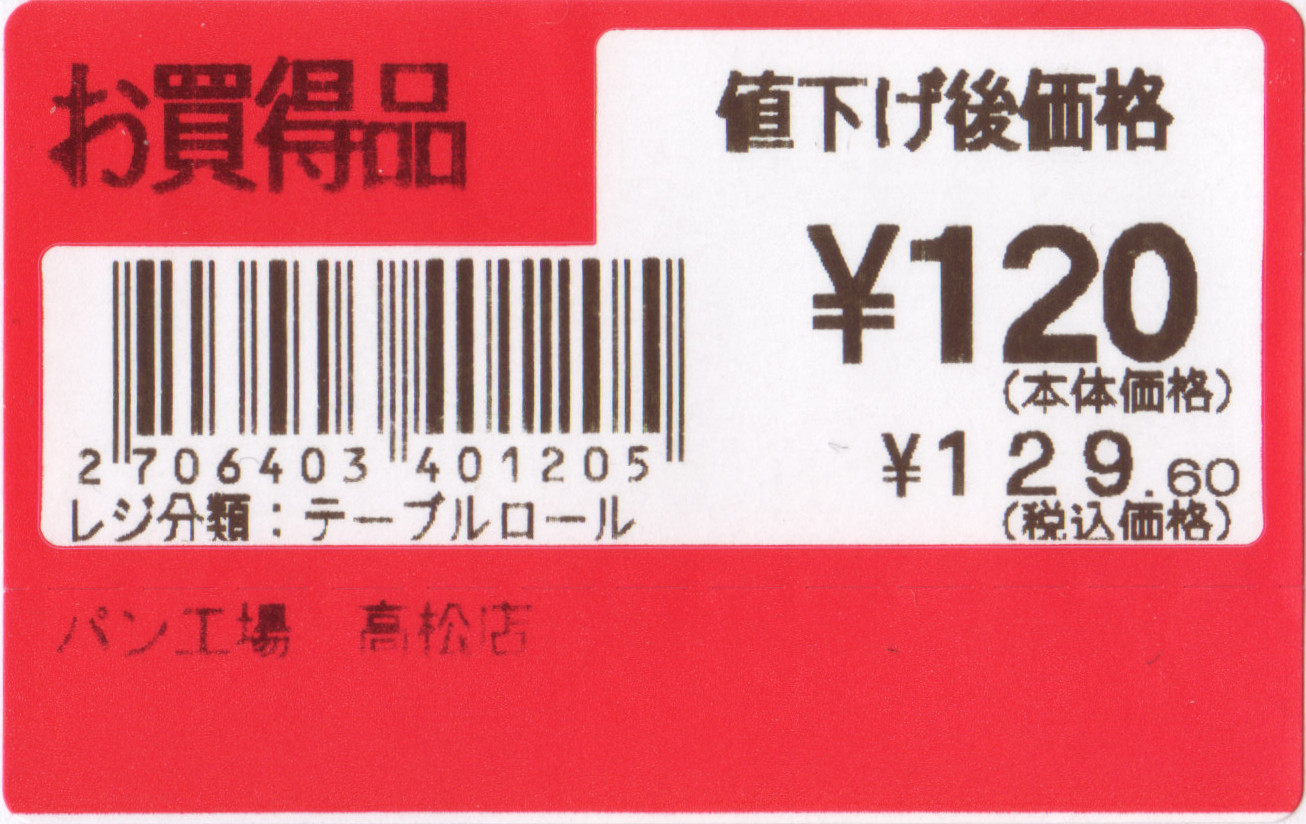 お買得品
値下げ後価格
¥120
(本体価格)
¥129.60
(税込価格)
2 706403 401205
レジ分類：テーブルロール
パン工場　高松店